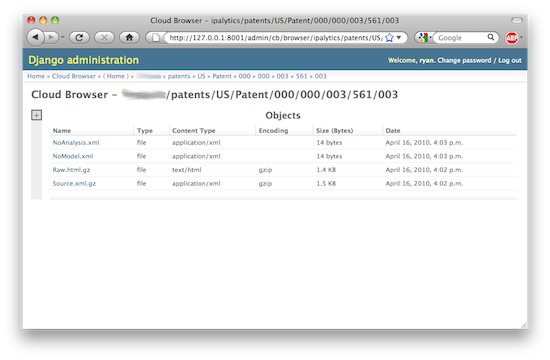 Cloud Browser – ipalytics/patents/US/Patent/000/000/003/561/003
http://127.0.0.1:8001/admin/cb/browser/ipalytics/patents/US/
Google
ABP
Django administration
Welcome, ryan. Change password / Log out
Home » Cloud Browser » ( Home ) » » patents » US » Patent » 000 » 000 » 003 » 561 » 003
Cloud Browser – /patents/US/Patent/000/000/003/561/003
+
Objects
Name Type Content Type Encoding Size (Bytes) Date
NoAnalysis.xml file application/xml 14 bytes April 16, 2010, 4:03 p.m.
NoModel.xml file application/xml 14 bytes April 16, 2010, 4:03 p.m.
Raw.html.gz file text/html gzip 1.4 KB April 16, 2010, 4:02 p.m.
Source.xml.gz file application/xml gzip 1.5 KB April 16, 2010, 4:02 p.m.